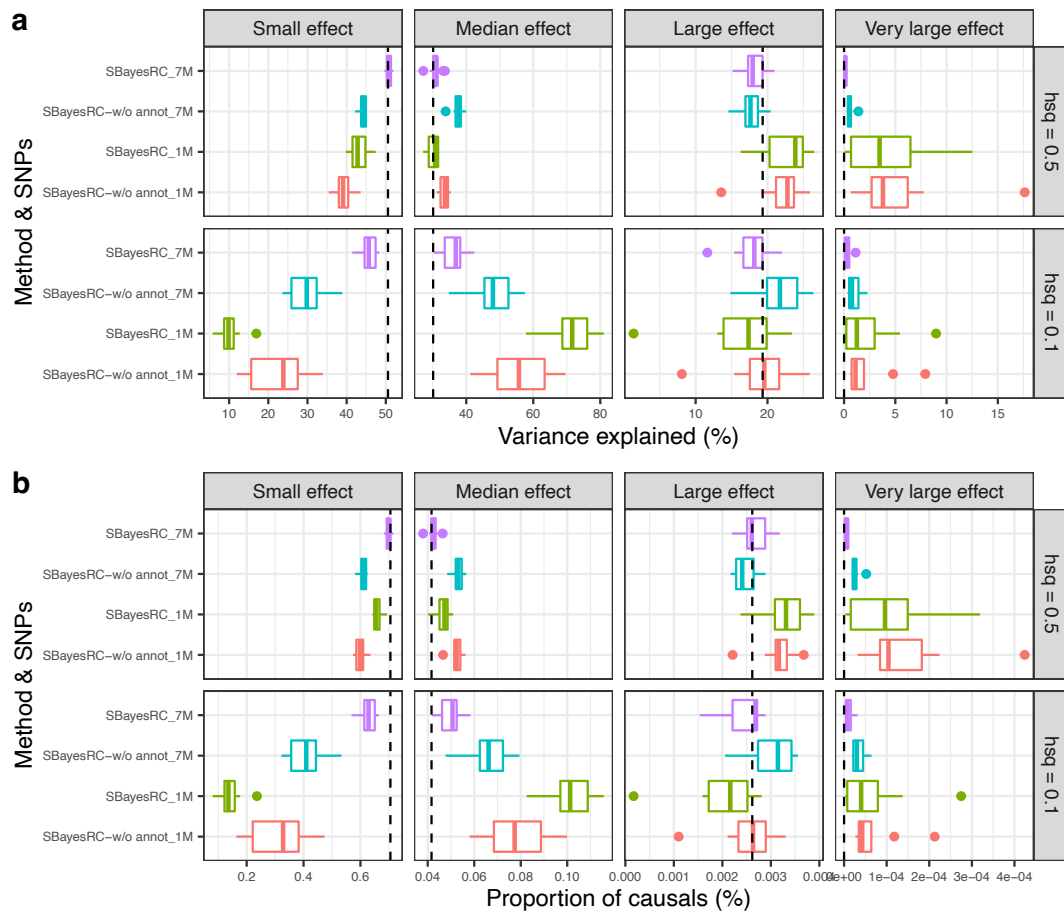 a
Small effect
Median effect
Large effect
Very large effect
SBayesRC_7M
SBayesRC−w/o annot_7M
SBayesRC_1M
SBayesRC−w/o annot_1M
hsq = 0.5
SBayesRC_7M
SBayesRC−w/o annot_7M
SBayesRC_1M
SBayesRC−w/o annot_1M
hsq = 0.1
Method & SNPs
10 20 30 40 50
40 60 80
10 20
0 5 10 15
Variance explained (%)
b
Small effect
Median effect
Large effect
Very large effect
SBayesRC_7M
SBayesRC−w/o annot_7M
SBayesRC_1M
SBayesRC−w/o annot_1M
hsq = 0.5
SBayesRC_7M
SBayesRC−w/o annot_7M
SBayesRC_1M
SBayesRC−w/o annot_1M
hsq = 0.1
Method & SNPs
0.2 0.4 0.6
0.04 0.06 0.08 0.10
0.000 0.001 0.002 0.003
1e−04 2e−04 3e−04 4e−04
Proportion of causals (%)